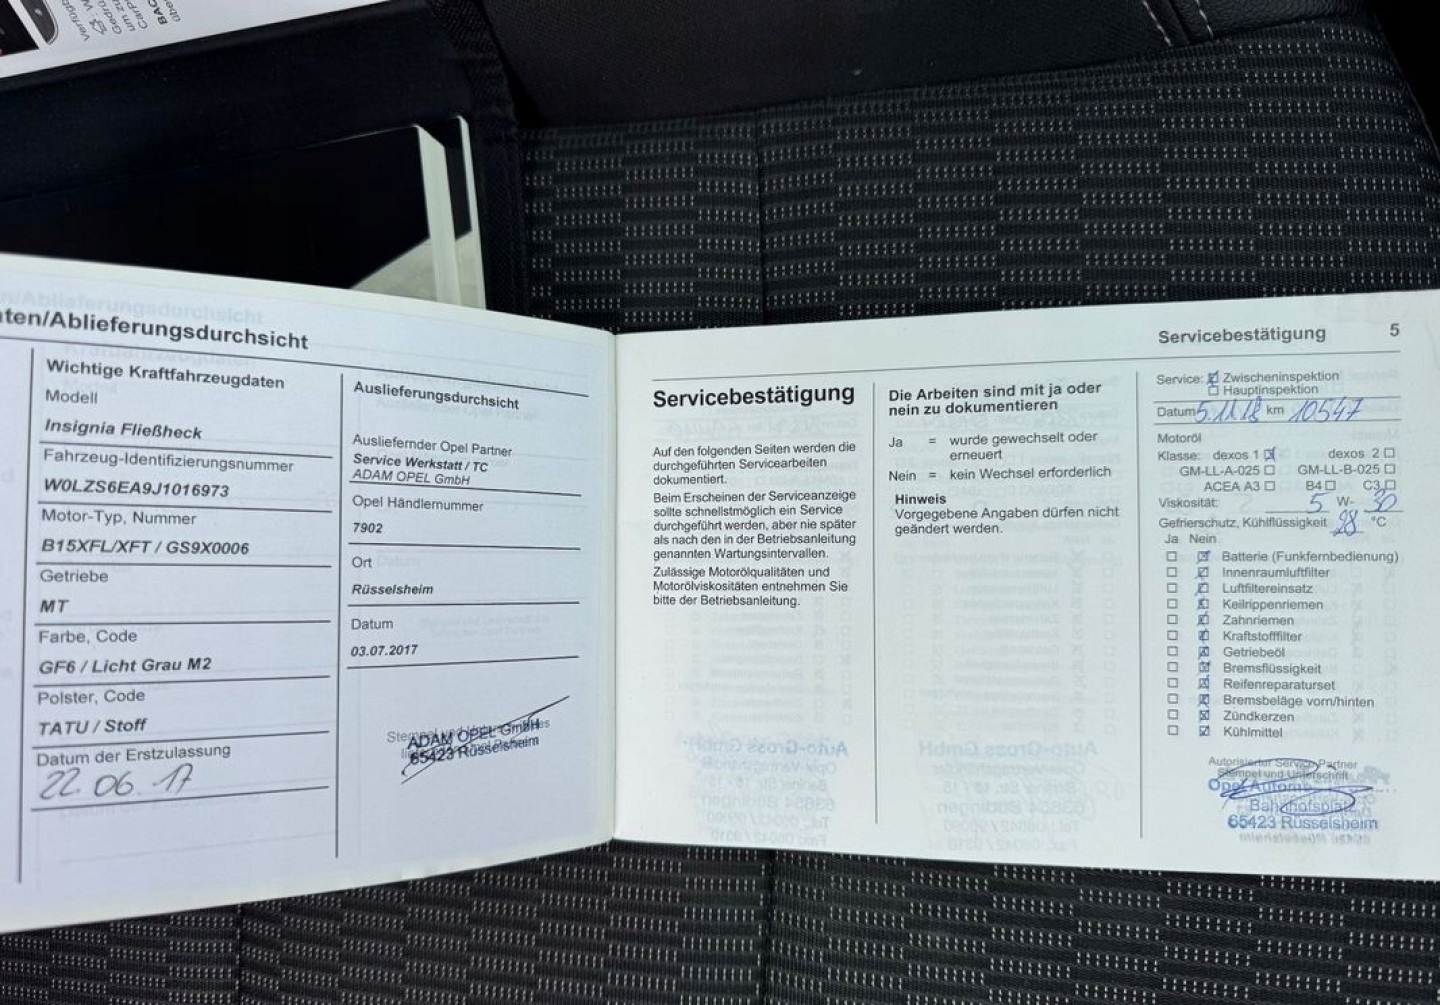 aten/Ablieferungsdurchsicht
Wichtige Kraftfahrzeugdaten
Modell
Insignia Fließheck
Fahrzeug-Identifizierungsnummer
W0LZS6EA9J1016973
Motor-Typ, Nummer
B15XFL/XFT / GS9X0006
Getriebe
MT
Farbe, Code
GF6 / Licht Grau M2
Polster, Code
TATU / Stoff
Datum der Erstzulassung
22.06.17
Auslieferungsdurchsicht
Ausliefernder Opel Partner
Service Werkstatt / TC
ADAM OPEL GmbH
Opel Händlernummer
7902
Ort
Rüsselsheim
Datum
03.07.2017
ADAM OPEL GmbH
65423 Rüsselsheim
Servicebestätigung 5
Servicebestätigung
Auf den folgenden Seiten werden die
durchgeführten Servicearbeiten
dokumentiert.
Beim Erscheinen der Serviceanzeige
sollte schnellstmöglich ein Service
durchgeführt werden, aber nie später
als nach den in der Betriebsanleitung
genannten Wartungsintervallen.
Zulässige Motorölqualitäten und
Motorölviskositäten entnehmen Sie
bitte der Betriebsanleitung.
Die Arbeiten sind mit ja oder
nein zu dokumentieren
Ja = wurde gewechselt oder
erneuert
Nein = kein Wechsel erforderlich
Hinweis
Vorgegebene Angaben dürfen nicht
geändert werden.
Service: Zwischeninspektion
Hauptinspektion
Datum 5.11.18 km 10547
Motoröl
Klasse: dexos 1 dexos 2
GM-LL-A-025 GM-LL-B-025
ACEA A3 B4 C3
Viskosität: 5 W- 30
Gefrierschutz, Kühlflüssigkeit 28 °C
Ja Nein
Batterie (Funkfernbedienung)
Innenraumluftfilter
Luftfiltereinsatz
Keilrippenriemen
Zahnriemen
Kraftstofffilter
Getriebeöl
Bremsflüssigkeit
Reifenreparaturset
Bremsbeläge vorn/hinten
Zündkerzen
Kühlmittel
Autorisierter Service-Partner
Stempel und Unterschrift
Opel Autom
Bahnhofsplatz
65423 Rüsselsheim